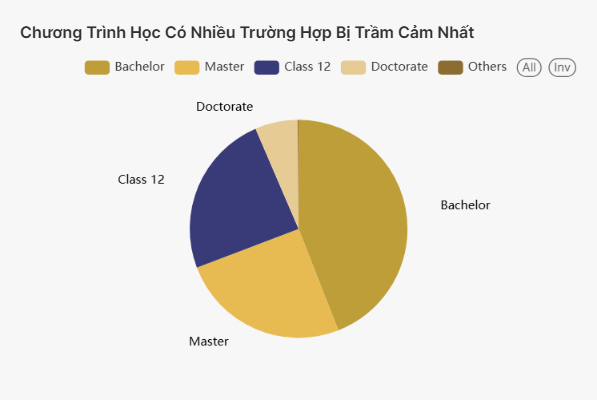 Chương Trình Học Có Nhiều Trường Hợp Bị Trầm Cảm Nhất
Bachelor Master Class 12 Doctorate Others All Inv
Doctorate
Class 12
Bachelor
Master